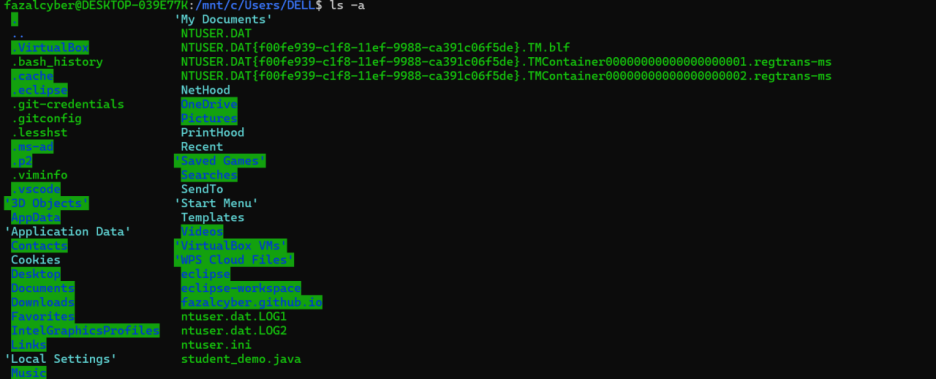 fazalcyber@DESKTOP-039E77K:/mnt/c/Users/DELL$ ls -a
. 'My Documents'
.. NTUSER.DAT
.VirtualBox NTUSER.DAT{f00fe939-c1f8-11ef-9988-ca391c06f5de}.TM.blf
.bash_history NTUSER.DAT{f00fe939-c1f8-11ef-9988-ca391c06f5de}.TMContainer00000000000000000001.regtrans-ms
.cache NTUSER.DAT{f00fe939-c1f8-11ef-9988-ca391c06f5de}.TMContainer00000000000000000002.regtrans-ms
.eclipse NetHood
.git-credentials OneDrive
.gitconfig Pictures
.lesshst PrintHood
.ms-ad Recent
.p2 'Saved Games'
.viminfo Searches
.vscode SendTo
'3D Objects' 'Start Menu'
AppData Templates
'Application Data' Videos
Contacts 'VirtualBox VMs'
Cookies 'WPS Cloud Files'
Desktop eclipse
Documents eclipse-workspace
Downloads fazalcyber.github.io
Favorites ntuser.dat.LOG1
IntelGraphicsProfiles ntuser.dat.LOG2
Links ntuser.ini
'Local Settings' student_demo.java
Music